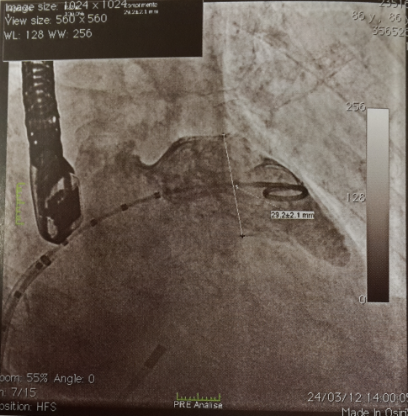 Image size: 1024 x 1024
View size: 560 x 560
WL: 128 WW: 256
256
128
29.2±2.1 mm
0
oom: 55% Angle: 0
: 7/15
24/03/12 14:00:0
osition: HFS
PRE Analise
Made In Osir